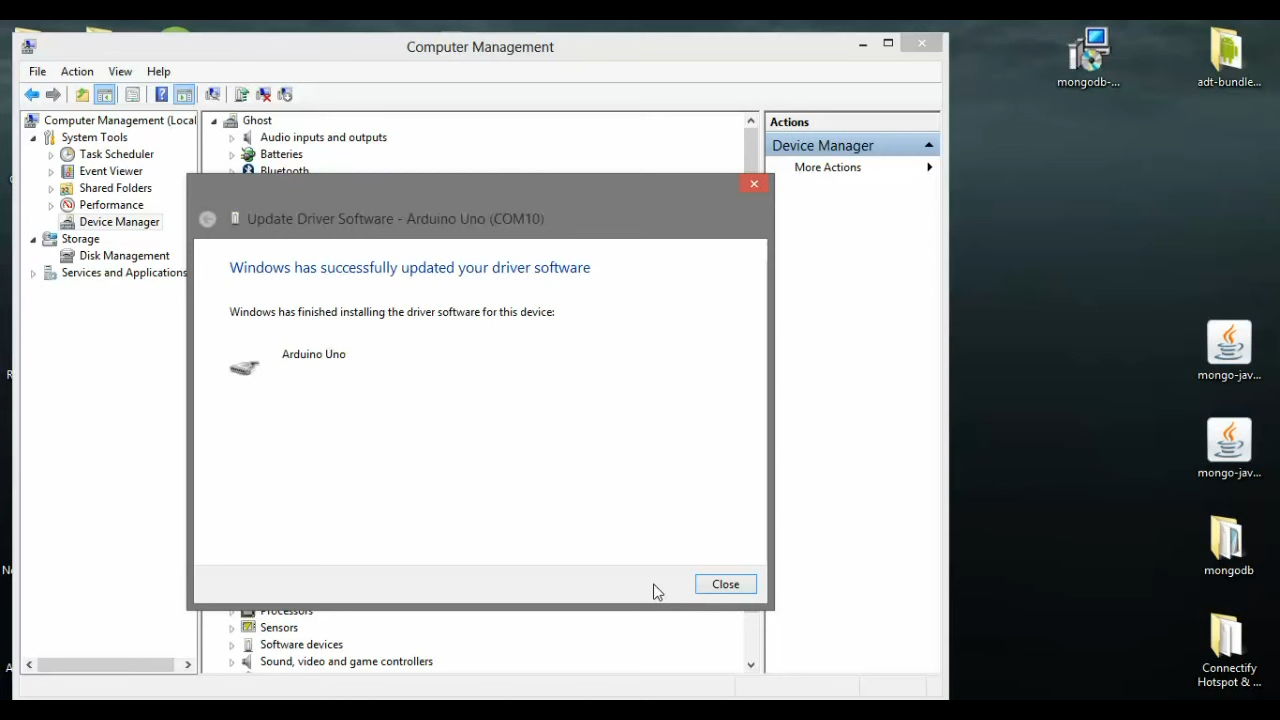 Computer Management
File Action View Help
Computer Management (Local
System Tools
Task Scheduler
Event Viewer
Shared Folders
Performance
Device Manager
Storage
Disk Management
Services and Applications
Ghost
Audio inputs and outputs
Batteries
Bluetooth
Update Driver Software - Arduino Uno (COM10)
Windows has successfully updated your driver software
Windows has finished installing the driver software for this device:
Arduino Uno
Close
Processors
Sensors
Software devices
Sound, video and game controllers
Actions
Device Manager
More Actions
mongodb-...
adt-bundle...
mongo-jav...
mongo-jav...
mongodb
Connectify
Hotspot & ...